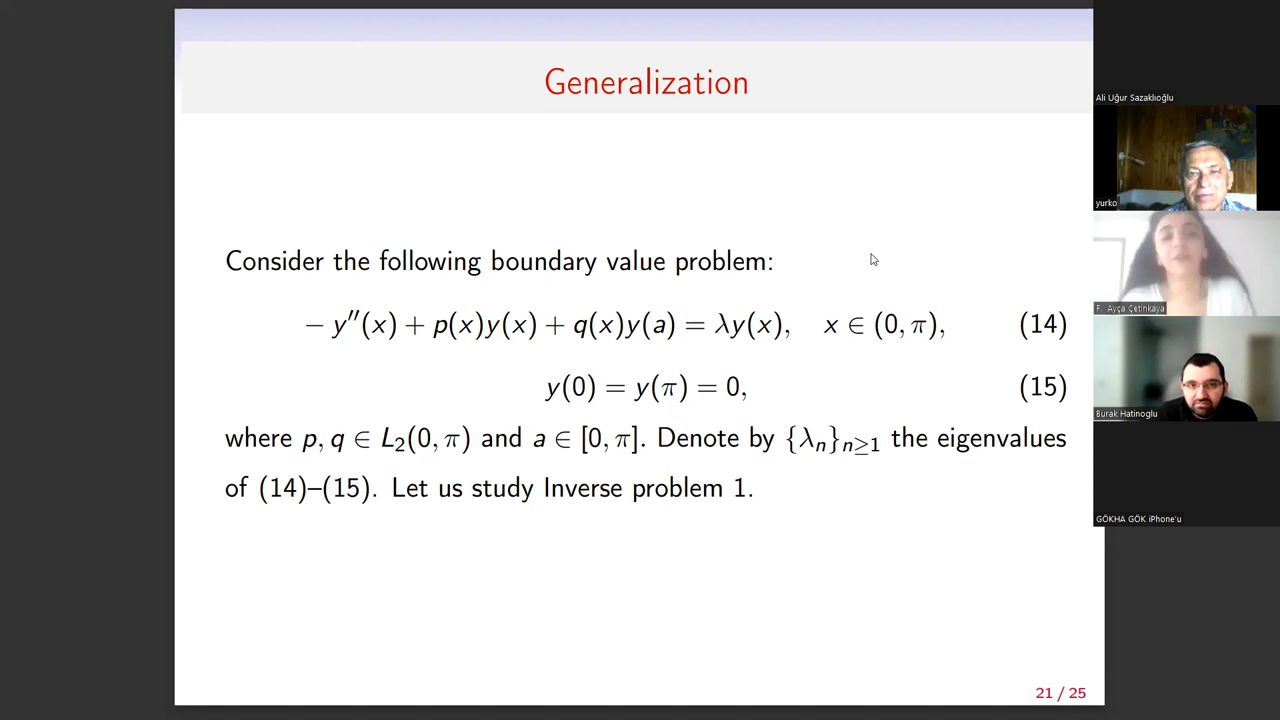 Generalization
Consider the following boundary value problem:
− y′′(x) + p(x)y(x) + q(x)y(a) = λy(x), x ∈ (0, π), (14)
y(0) = y(π) = 0, (15)
where p, q ∈ L₂(0, π) and a ∈ [0, π]. Denote by {λₙ}ₙ≥₁ the eigenvalues
of (14)–(15). Let us study Inverse problem 1.
21 / 25
Ali Uğur Sazaklıoğlu
yurko
F. Ayça Çetinkaya
Burak Hatinoglu
GÖKHA GÖK iPhone'u